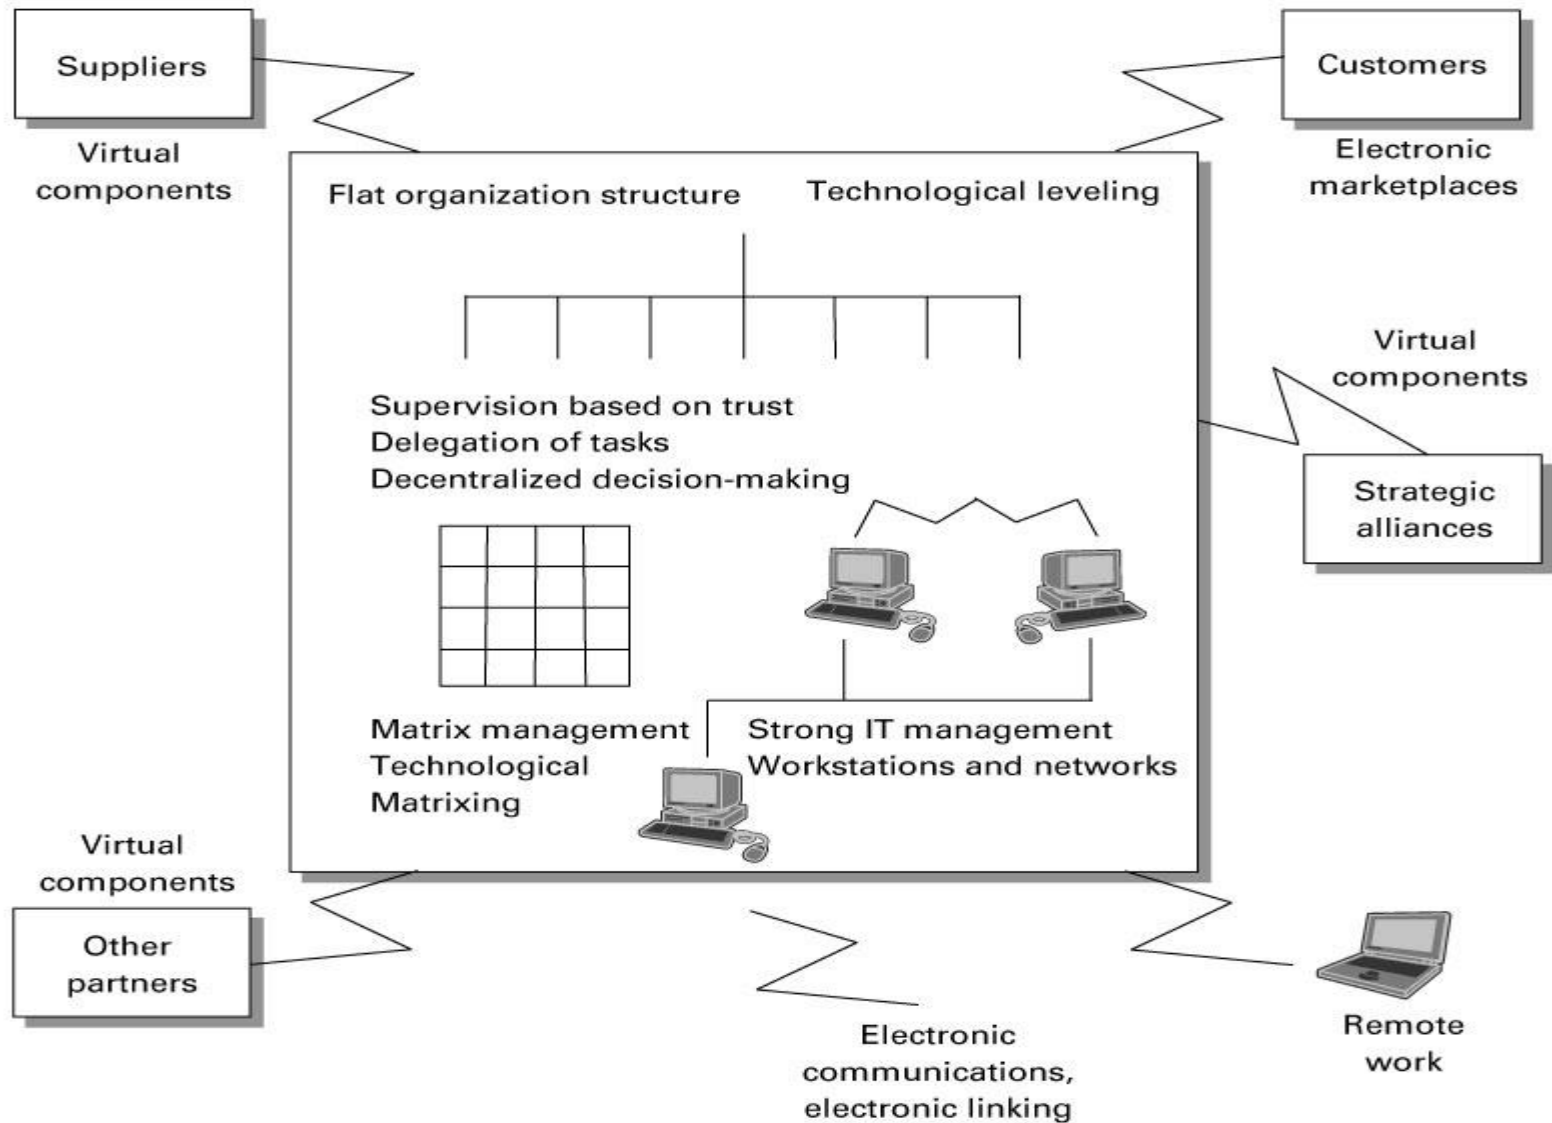 Suppliers
Customers
Virtual
components
Electronic
marketplaces
Flat organization structure
Technological leveling
Virtual
components
Supervision based on trust
Delegation of tasks
Decentralized decision-making
Strategic
alliances
Matrix management
Technological
Matrixing
Strong IT management
Workstations and networks
Virtual
components
Other
partners
Electronic
communications,
electronic linking
Remote
work